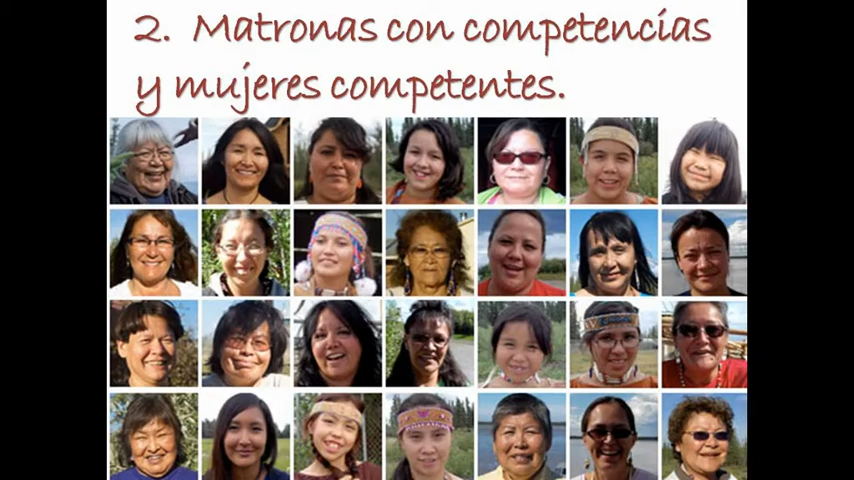 2. Matronas con competencias
y mujeres competentes.